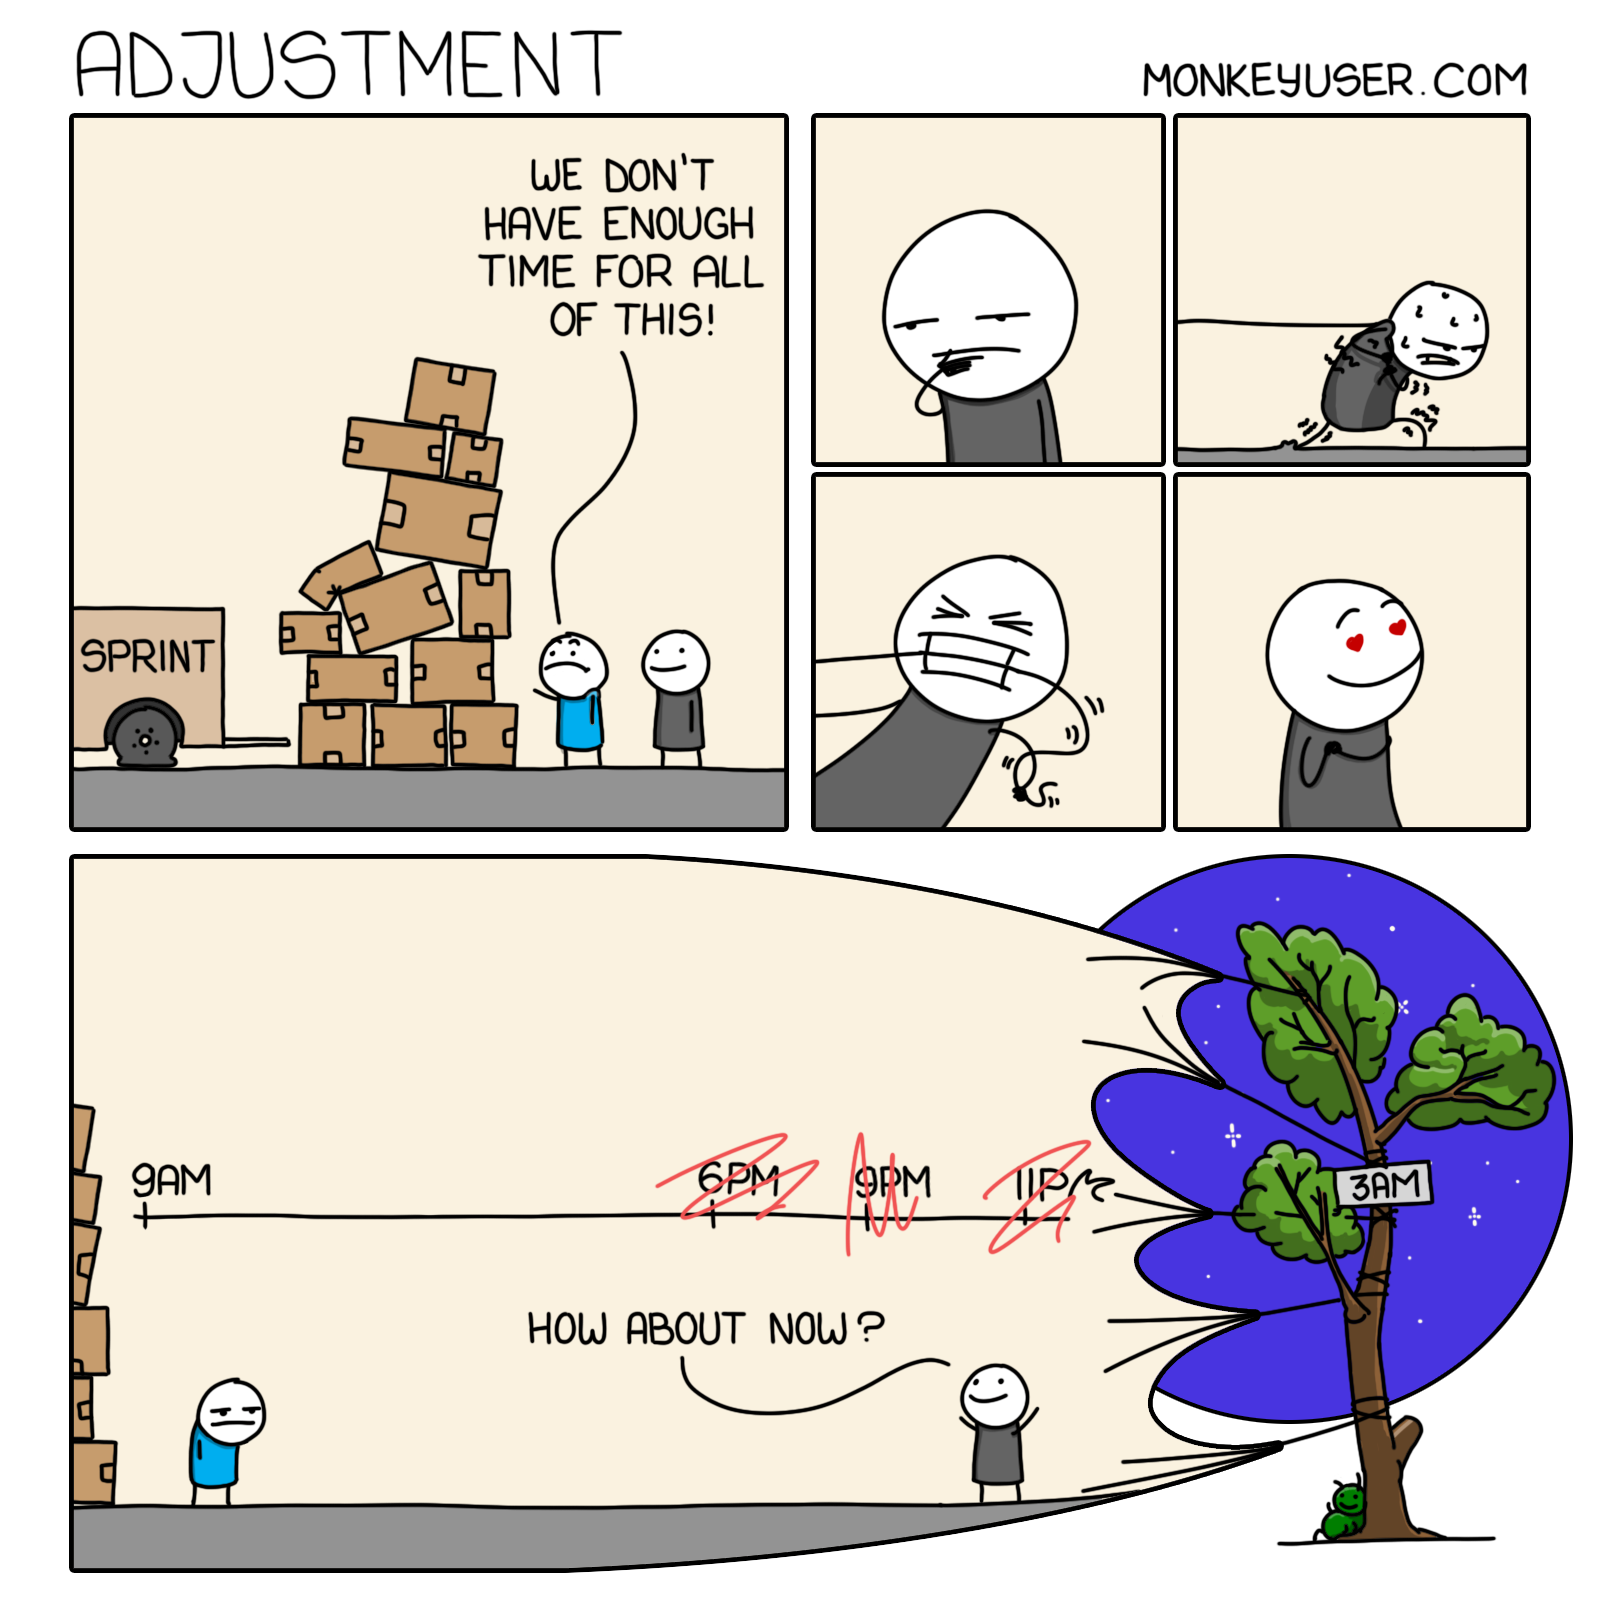 ADJUSTMENT
MONKEYUSER.COM
WE DON'T
HAVE ENOUGH
TIME FOR ALL
OF THIS!
SPRINT
9AM
6PM
9PM
11PM
3AM
HOW ABOUT NOW?